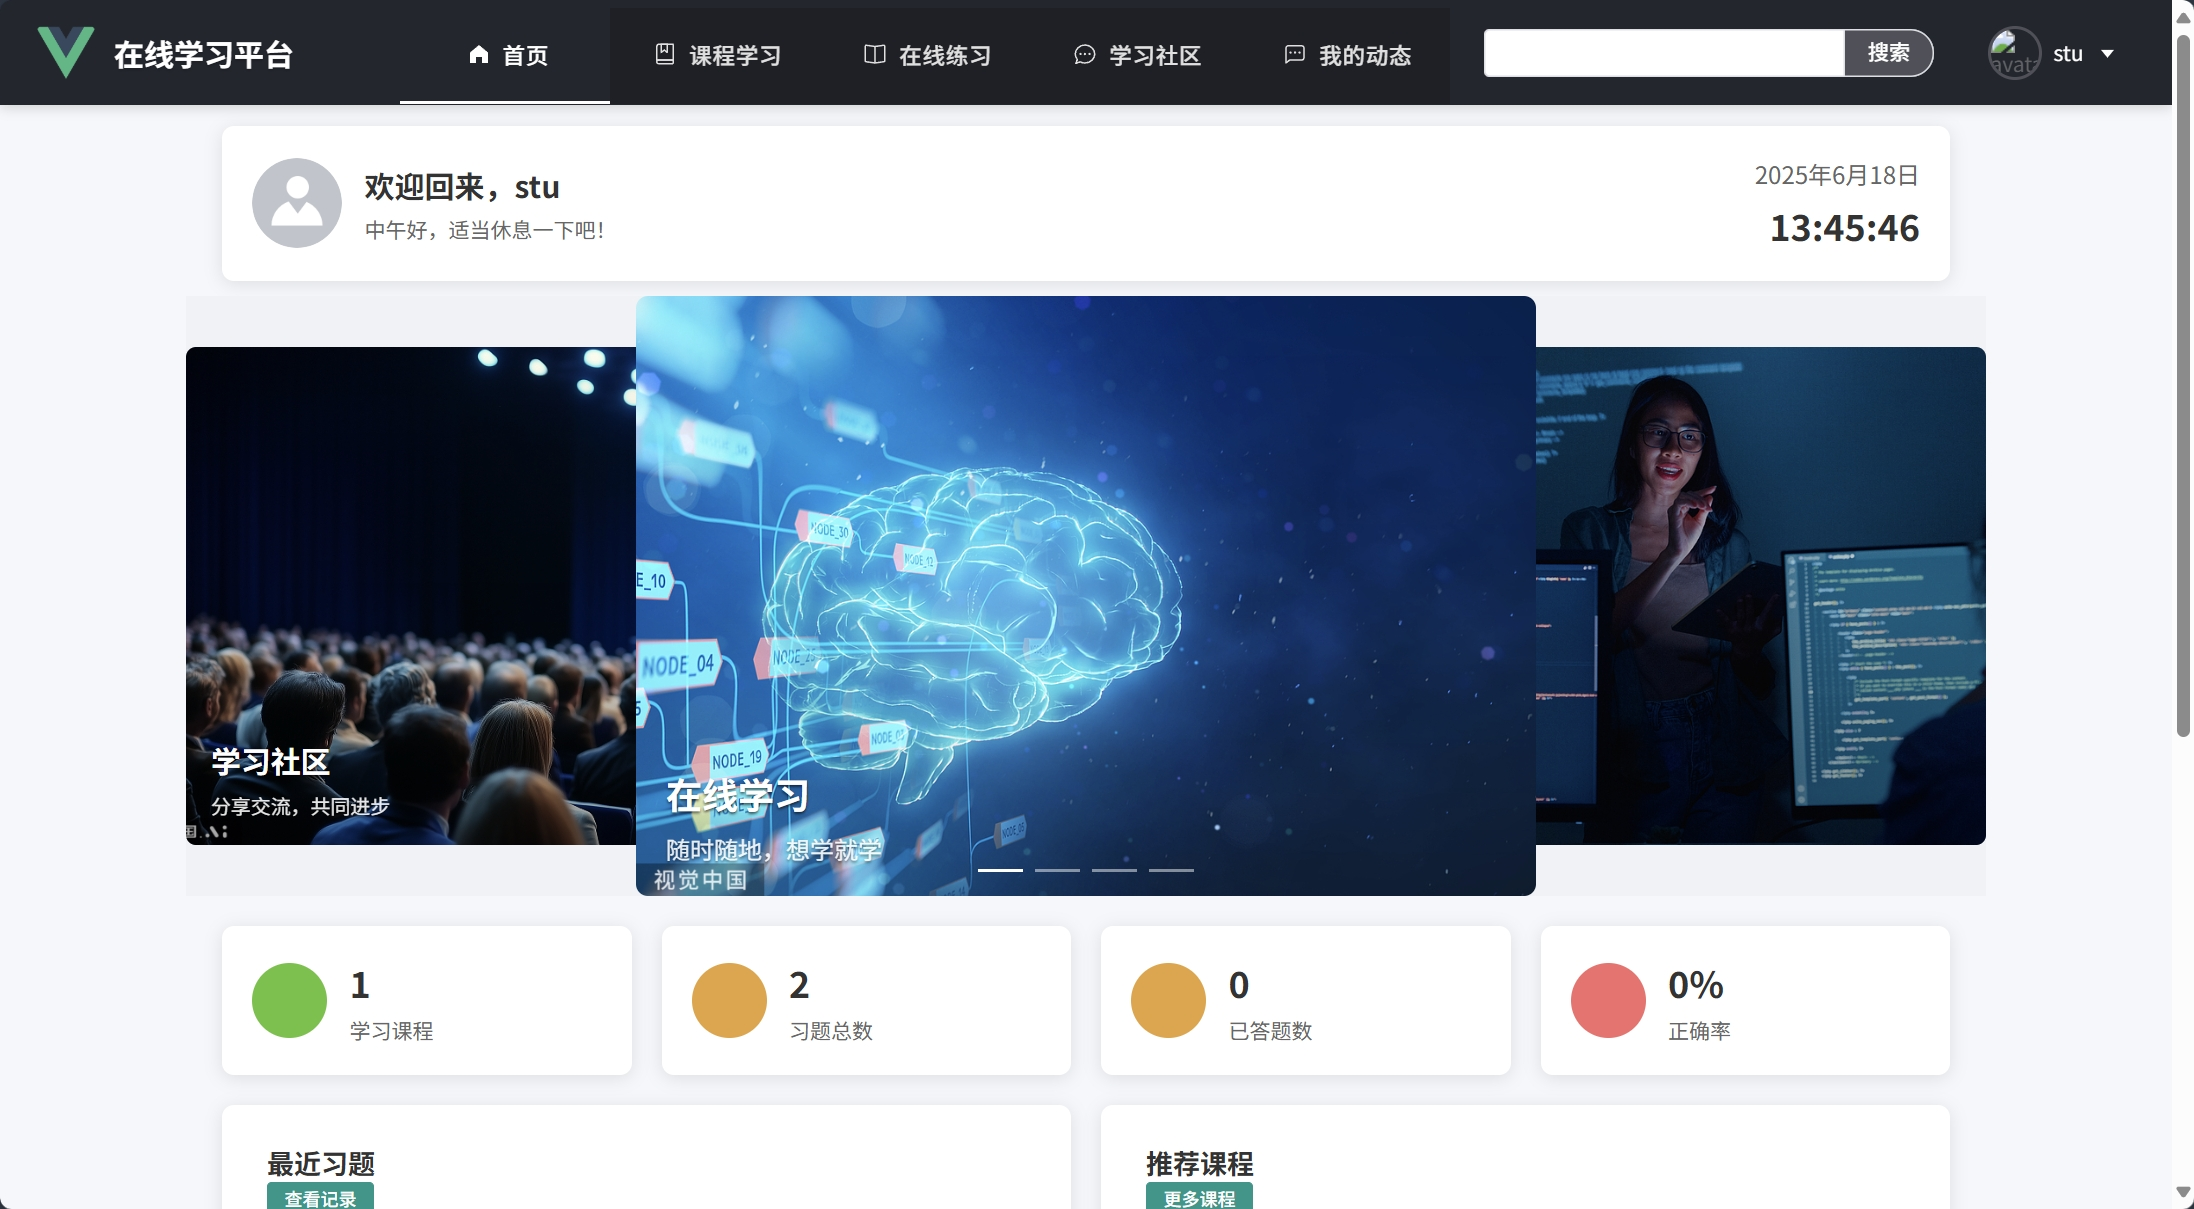 在线学习平台
首页
课程学习
在线练习
学习社区
我的动态
搜索
stu
欢迎回来，stu
中午好，适当休息一下吧！
2025年6月18日
13:45:46
学习社区
分享交流，共同进步
NODE_30
NODE_12
E_10
NODE_04
NODE_19
在线学习
随时随地，想学就学
视觉中国
1
学习课程
2
习题总数
0
已答题数
0%
正确率
最近习题
查看记录
推荐课程
更多课程